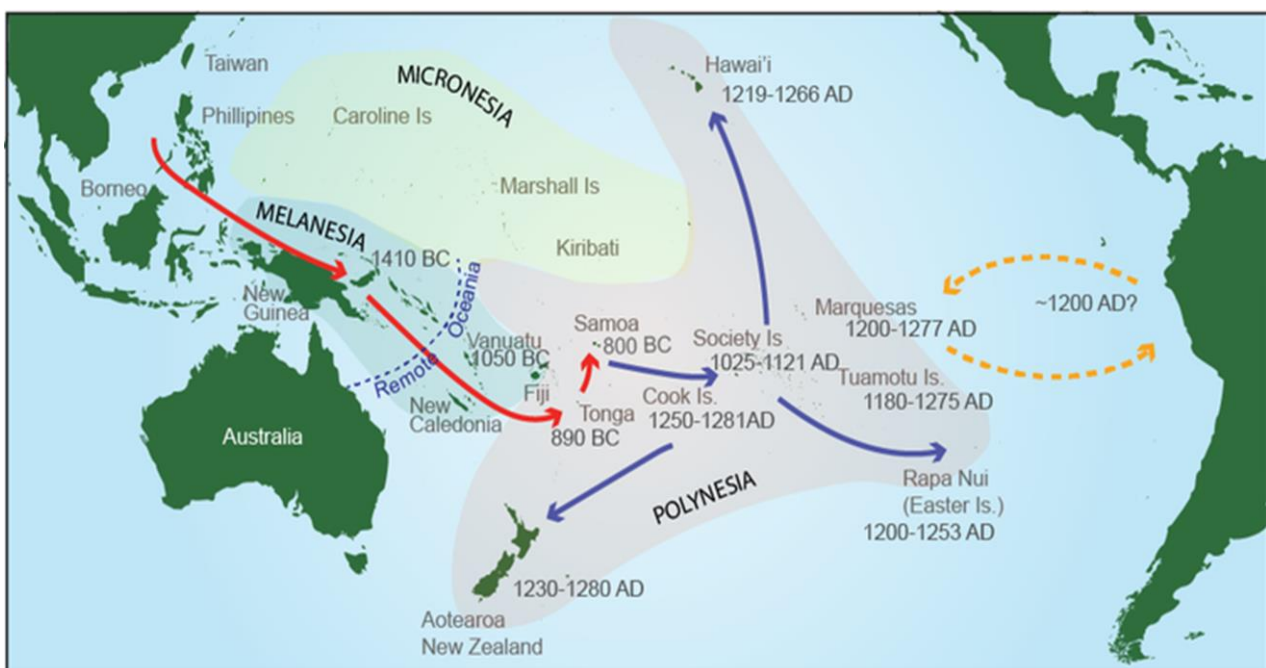 Taiwan
Phillipines
Borneo
MICRONESIA
Caroline Is
Marshall Is
Kiribati
MELANESIA
1410 BC
New
Guinea
Remote Oceania
Vanuatu
1050 BC
Fiji
New
Caledonia
Australia
Hawai'i
1219-1266 AD
Samoa
800 BC
Tonga
890 BC
Society Is
1025-1121 AD
Cook Is.
1250-1281AD
Marquesas
1200-1277 AD
Tuamotu Is.
1180-1275 AD
~1200 AD?
POLYNESIA
Rapa Nui
(Easter Is.)
1200-1253 AD
1230-1280 AD
Aotearoa
New Zealand